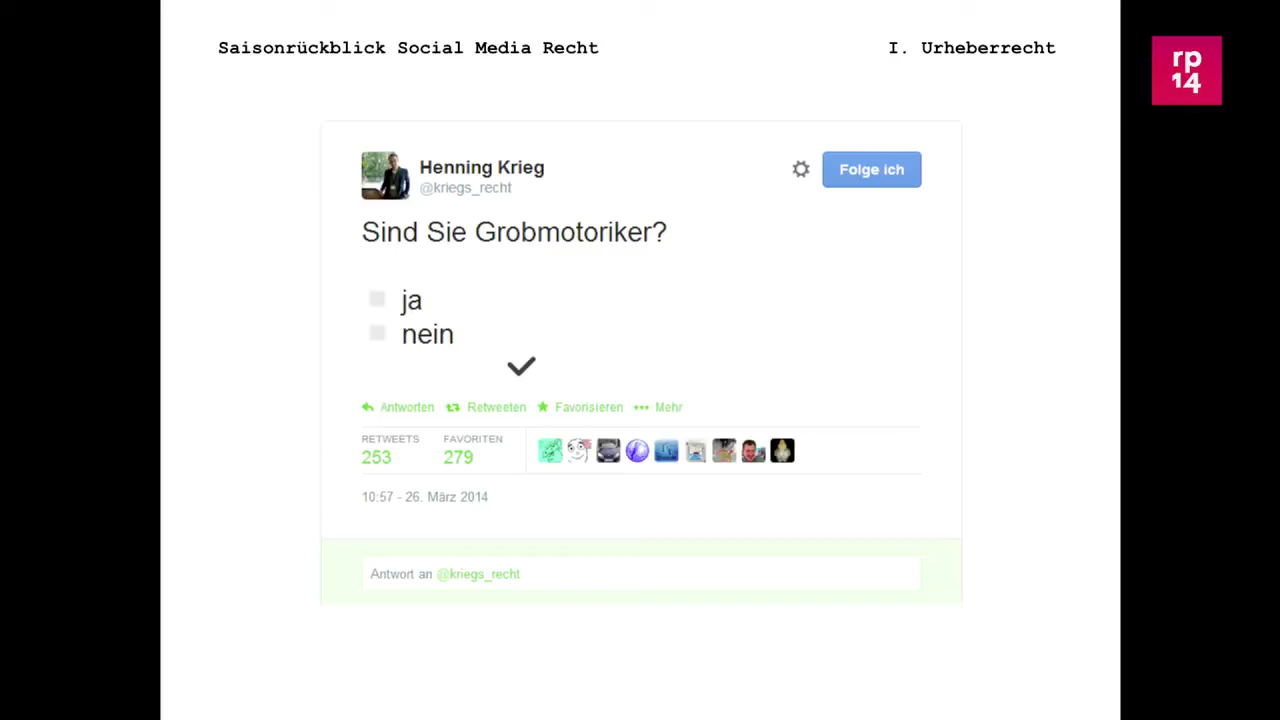 Saisonrückblick Social Media Recht
I. Urheberrecht
rp
14
Henning Krieg
@kriegs_recht
Folge ich
Sind Sie Grobmotoriker?
ja
nein
Antworten Retweeten Favorisieren Mehr
RETWEETS FAVORITEN
253 279
10:57 - 26. März 2014
Antwort an @kriegs_recht